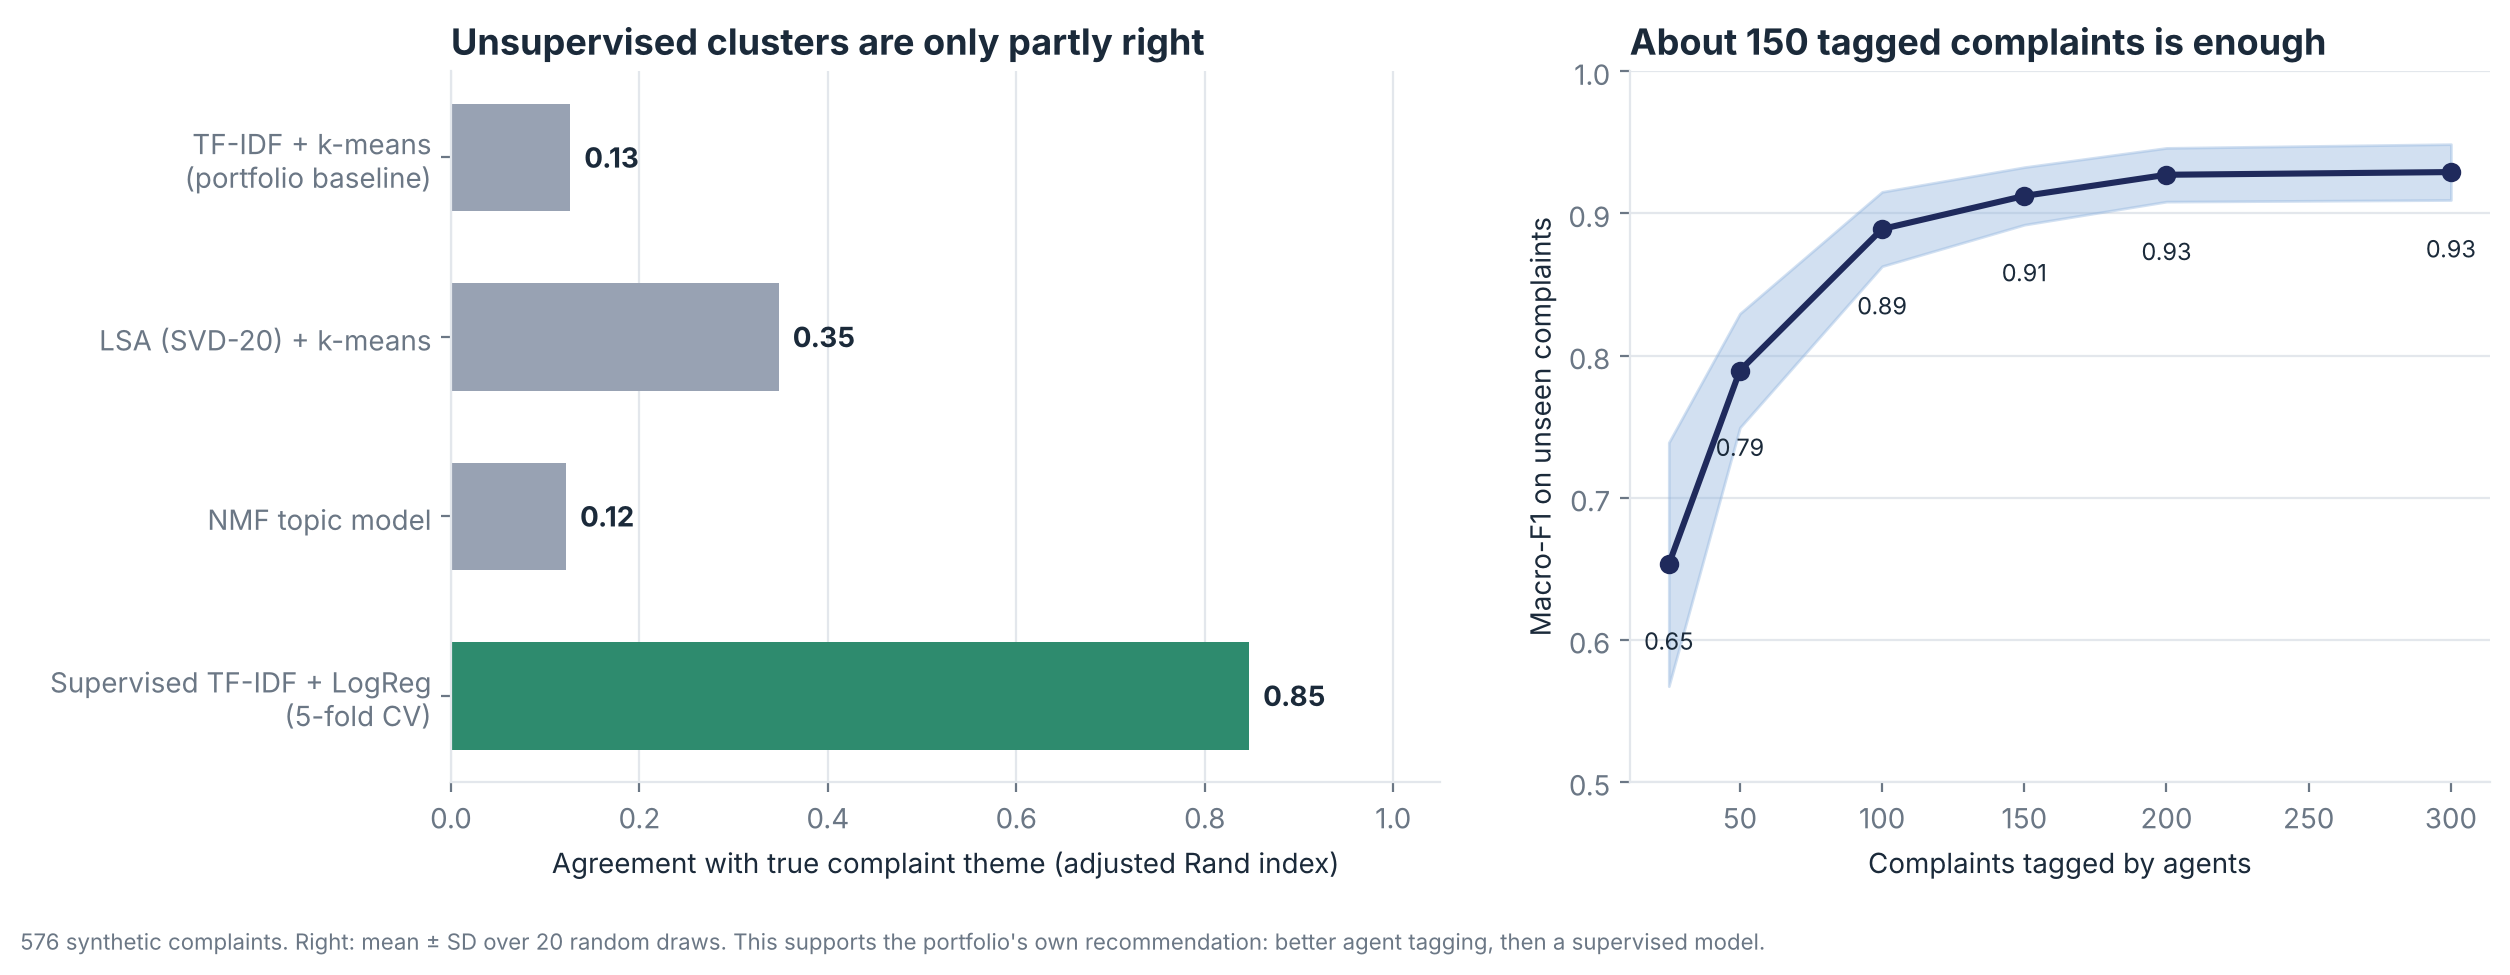 Unsupervised clusters are only partly right
TF-IDF + k-means
(portfolio baseline)
0.13
LSA (SVD-20) + k-means
0.35
NMF topic model
0.12
Supervised TF-IDF + LogReg
(5-fold CV)
0.85
0.0 0.2 0.4 0.6 0.8 1.0
Agreement with true complaint theme (adjusted Rand index)
About 150 tagged complaints is enough
Macro-F1 on unseen complaints
1.0
0.9
0.8
0.7
0.6
0.5
0.65
0.79
0.89
0.91
0.93
0.93
50 100 150 200 250 300
Complaints tagged by agents
576 synthetic complaints. Right: mean ± SD over 20 random draws. This supports the portfolio's own recommendation: better agent tagging, then a supervised model.